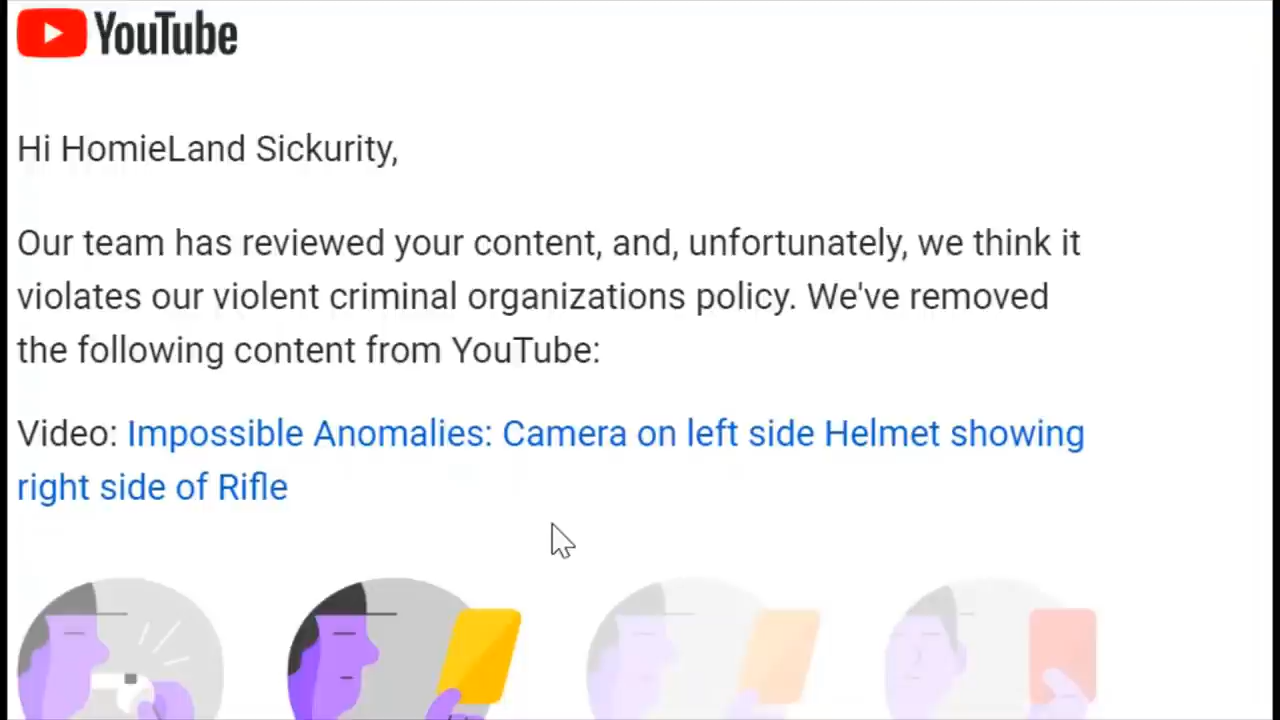 YouTube
Hi HomieLand Sickurity,
Our team has reviewed your content, and, unfortunately, we think it
violates our violent criminal organizations policy. We've removed
the following content from YouTube:
Video: Impossible Anomalies: Camera on left side Helmet showing
right side of Rifle